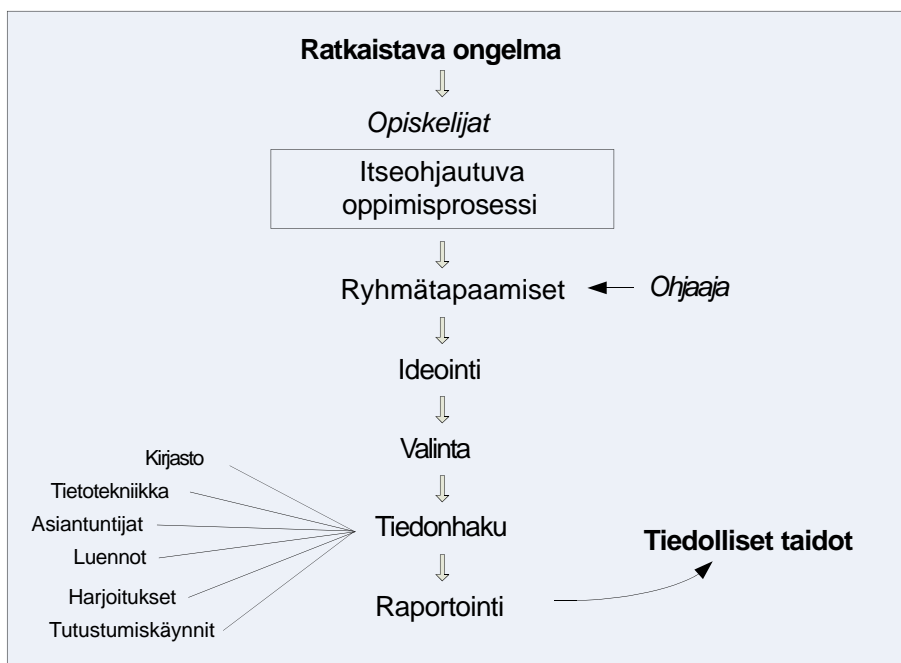 Ratkaistava ongelma
Opiskelijat
Itseohjautuva
oppimisprosessi
Ryhmätapaamiset
Ohjaaja
Ideointi
Valinta
Kirjasto
Tietotekniikka
Asiantuntijat
Luennot
Harjoitukset
Tutustumiskäynnit
Tiedonhaku
Raportointi
Tiedolliset taidot